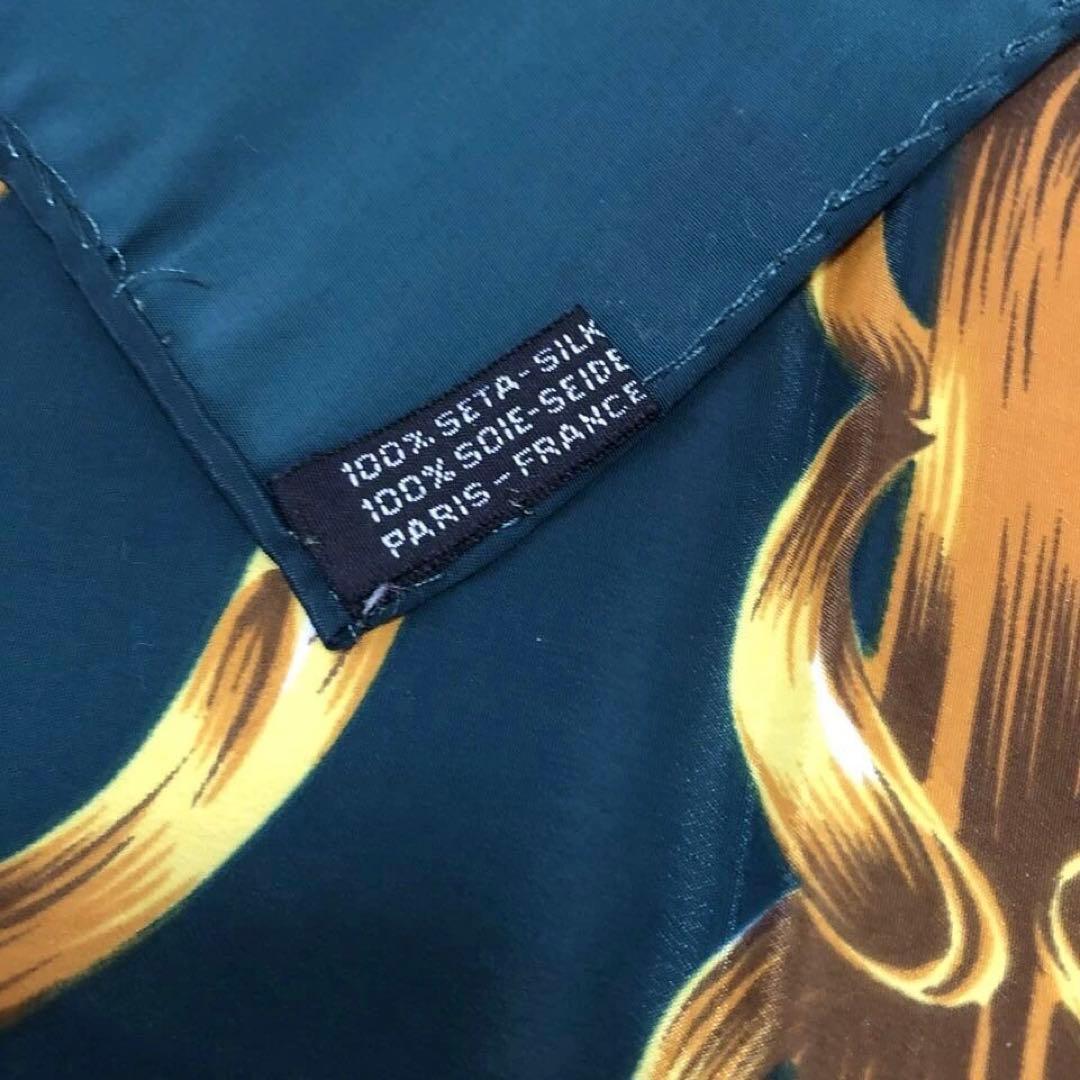 100% SETA-SILK
100% SOIE-SEIDE
PARIS-FRANCE